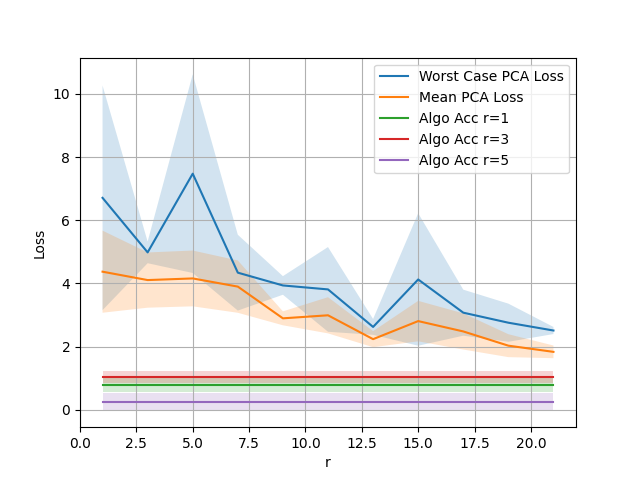 Worst Case PCA Loss
Mean PCA Loss
Algo Acc r=1
Algo Acc r=3
Algo Acc r=5
Loss
10
8
6
4
2
0
0.0 2.5 5.0 7.5 10.0 12.5 15.0 17.5 20.0
r